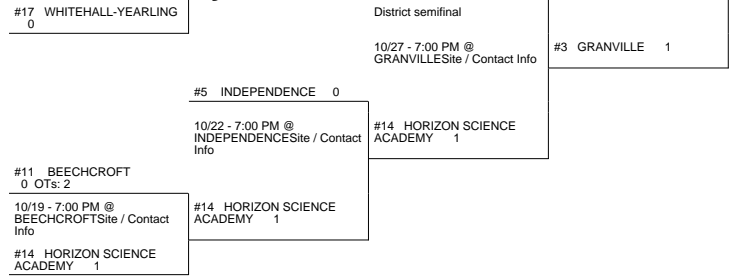 #17 WHITEHALL-YEARLING
0
District semifinal
10/27 - 7:00 PM @
GRANVILLESite / Contact Info
#3 GRANVILLE 1
#5 INDEPENDENCE 0
10/22 - 7:00 PM @
INDEPENDENCESite / Contact
Info
#14 HORIZON SCIENCE
ACADEMY 1
#11 BEECHCROFT
0 OTs: 2
10/19 - 7:00 PM @
BEECHCROFTSite / Contact
Info
#14 HORIZON SCIENCE
ACADEMY 1
#14 HORIZON SCIENCE
ACADEMY 1